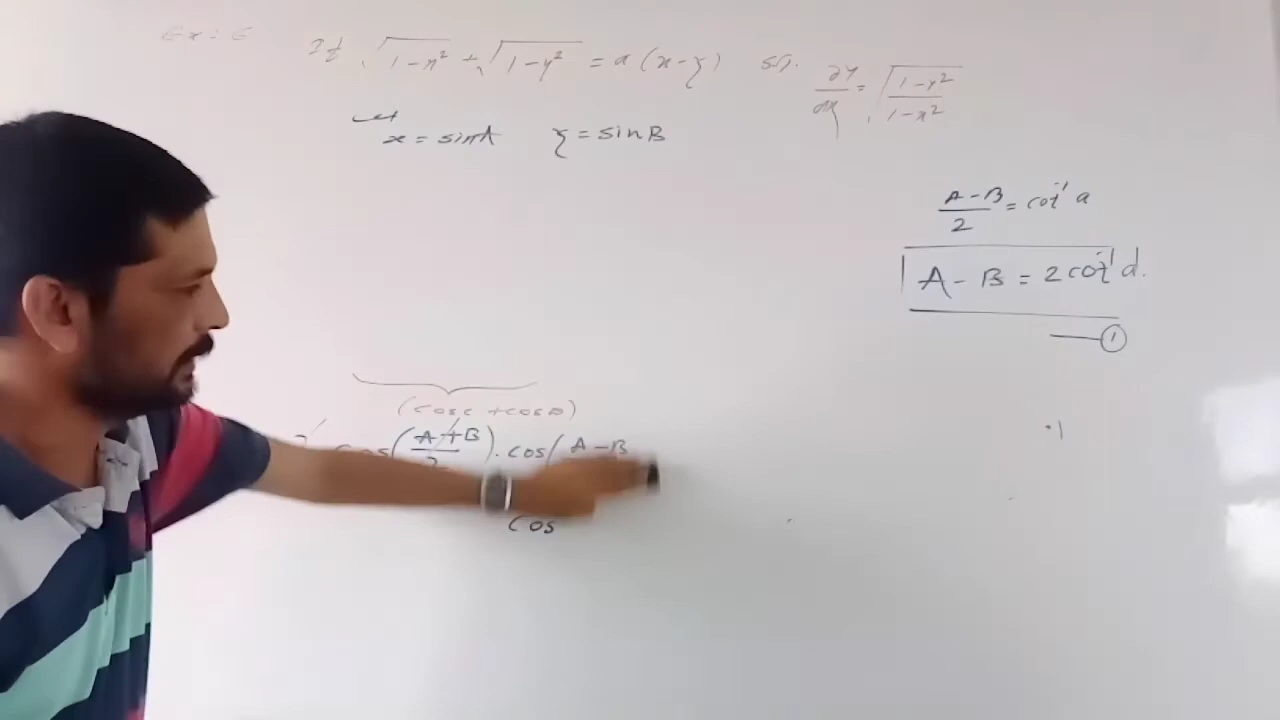 Ex: 6
If √(1-x²) + √(1-y²) = a (x-y) S.T. dy/dx = √((1-y²)/(1-x²))
Let
x = sinA y = sinB
(A-B)/2 = cot⁻¹ a
A - B = 2 cot⁻¹ a.
①
(cosc + cosD)
cos((A+B)/2) . cos(A-B
cos